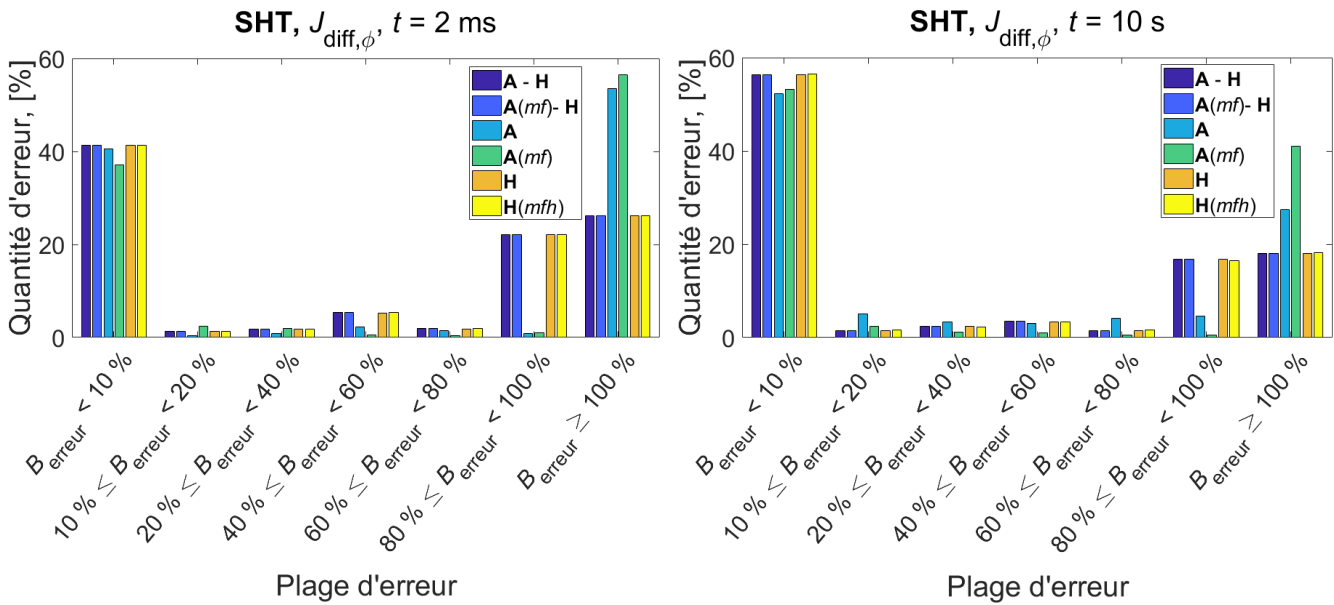 SHT, J diff,ϕ, t = 2 ms
Quantité d'erreur, [%]
60
40
20
0
A - H
A(mf)- H
A
A(mf)
H
H(mfh)
B erreur < 10 %
10 % ≤ B erreur < 20 %
20 % ≤ B erreur < 40 %
40 % ≤ B erreur < 60 %
60 % ≤ B erreur < 80 %
80 % ≤ B erreur < 100 %
B erreur ≥ 100 %
Plage d'erreur
SHT, J diff,ϕ, t = 10 s
Quantité d'erreur, [%]
60
40
20
0
A - H
A(mf)- H
A
A(mf)
H
H(mfh)
B erreur < 10 %
10 % ≤ B erreur < 20 %
20 % ≤ B erreur < 40 %
40 % ≤ B erreur < 60 %
60 % ≤ B erreur < 80 %
80 % ≤ B erreur < 100 %
B erreur ≥ 100 %
Plage d'erreur